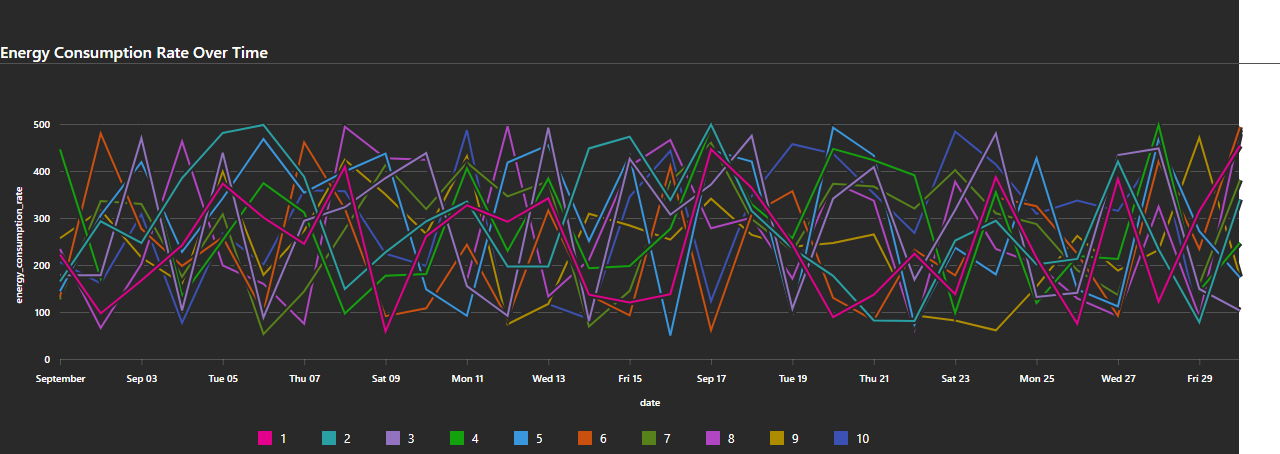 Energy Consumption Rate Over Time
500
400
300
200
100
0
energy_consumption_rate
September Sep 03 Tue 05 Thu 07 Sat 09 Mon 11 Wed 13 Fri 15 Sep 17 Tue 19 Thu 21 Sat 23 Mon 25 Wed 27 Fri 29
date
1 2 3 4 5 6 7 8 9 10